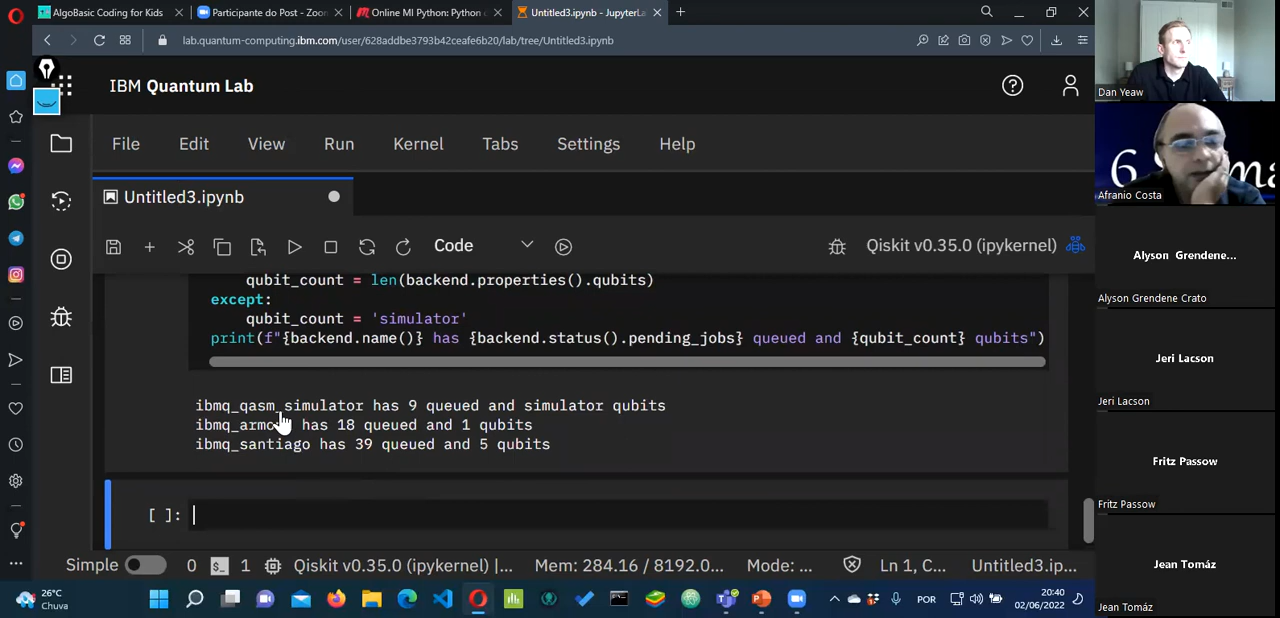 AlgoBasic Coding for Kids
Participante do Post - Zoom
Online MI Python: Python
Untitled3.ipynb - JupyterLa
lab.quantum-computing.ibm.com/user/628addbe3793b42ceafe6b20/lab/tree/Untitled3.ipynb
IBM Quantum Lab
File Edit View Run Kernel Tabs Settings Help
Untitled3.ipynb
Code
Qiskit v0.35.0 (ipykernel)
qubit_count = len(backend.properties().qubits)
except:
qubit_count = 'simulator'
print(f"{backend.name()} has {backend.status().pending_jobs} queued and {qubit_count} qubits")
ibmq_qasm_simulator has 9 queued and simulator qubits
has 18 queued and 1 qubits
ibmq_santiago has 39 queued and 5 qubits
[ ]:
Simple 0 $_ 1 Qiskit v0.35.0 (ipykernel) |... Mem: 284.16 / 8192.0... Mode: ... Ln 1, C... Untitled3.ip...
26°C
Chuva
POR
20:40
02/06/2022
Dan Yeaw
6
Afranio Costa
Alyson Grendene...
Alyson Grendene Crato
Jeri Lacson
Jeri Lacson
Fritz Passow
Fritz Passow
Jean Tomáz
Jean Tomáz